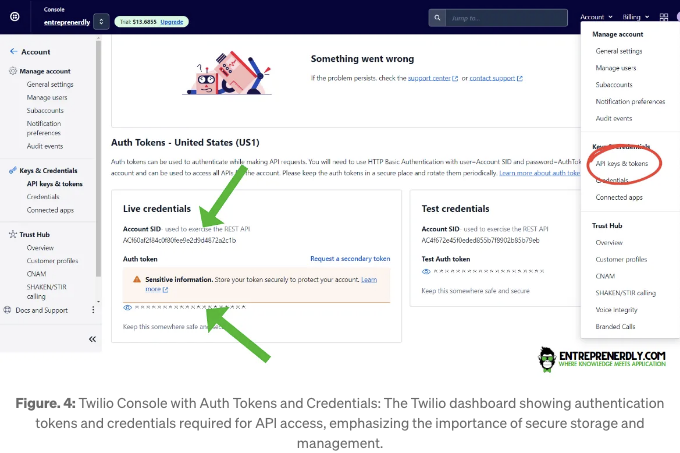 Console
entreprenerdly
Trial: $13.6855 Upgrade
Jump to...
Account
Billing
Account
Manage account
General settings
Manage users
Subaccounts
Notification
preferences
Audit events
Keys & Credentials
API keys & tokens
Credentials
Connected apps
Trust Hub
Overview
Customer profiles
CNAM
SHAKEN/STIR
calling
Docs and Support
Something went wrong
If the problem persists, check the support center or contact support
Auth Tokens - United States (US1)
Auth tokens can be used to authenticate while making API requests. You will need to use HTTP Basic Authentication with user=Account SID and password=AuthTok
account and can be used to access all APIs for the account. Please keep the auth tokens in a secure place and rotate them periodically. Learn more about auth toke
Live credentials
Account SID used to exercise the REST API
Auth token
Request a secondary token
Sensitive information. Store your token securely to protect your account. Learn
more
Keep this somewhere safe and secure
Test credentials
Account SID used to exercise the REST API
Test Auth token
Keep this somewhere safe and secure
Manage account
General settings
Manage users
Subaccounts
Notification preferences
Audit events
Keys & Credentials
API keys & tokens
Credentials
Connected apps
Trust Hub
Overview
Customer profiles
CNAM
SHAKEN/STIR calling
Voice integrity
Branded Calls
ENTREPRENERDLY.COM
WHERE KNOWLEDGE MEETS APPLICATION
Figure. 4: Twilio Console with Auth Tokens and Credentials: The Twilio dashboard showing authentication
tokens and credentials required for API access, emphasizing the importance of secure storage and
management.